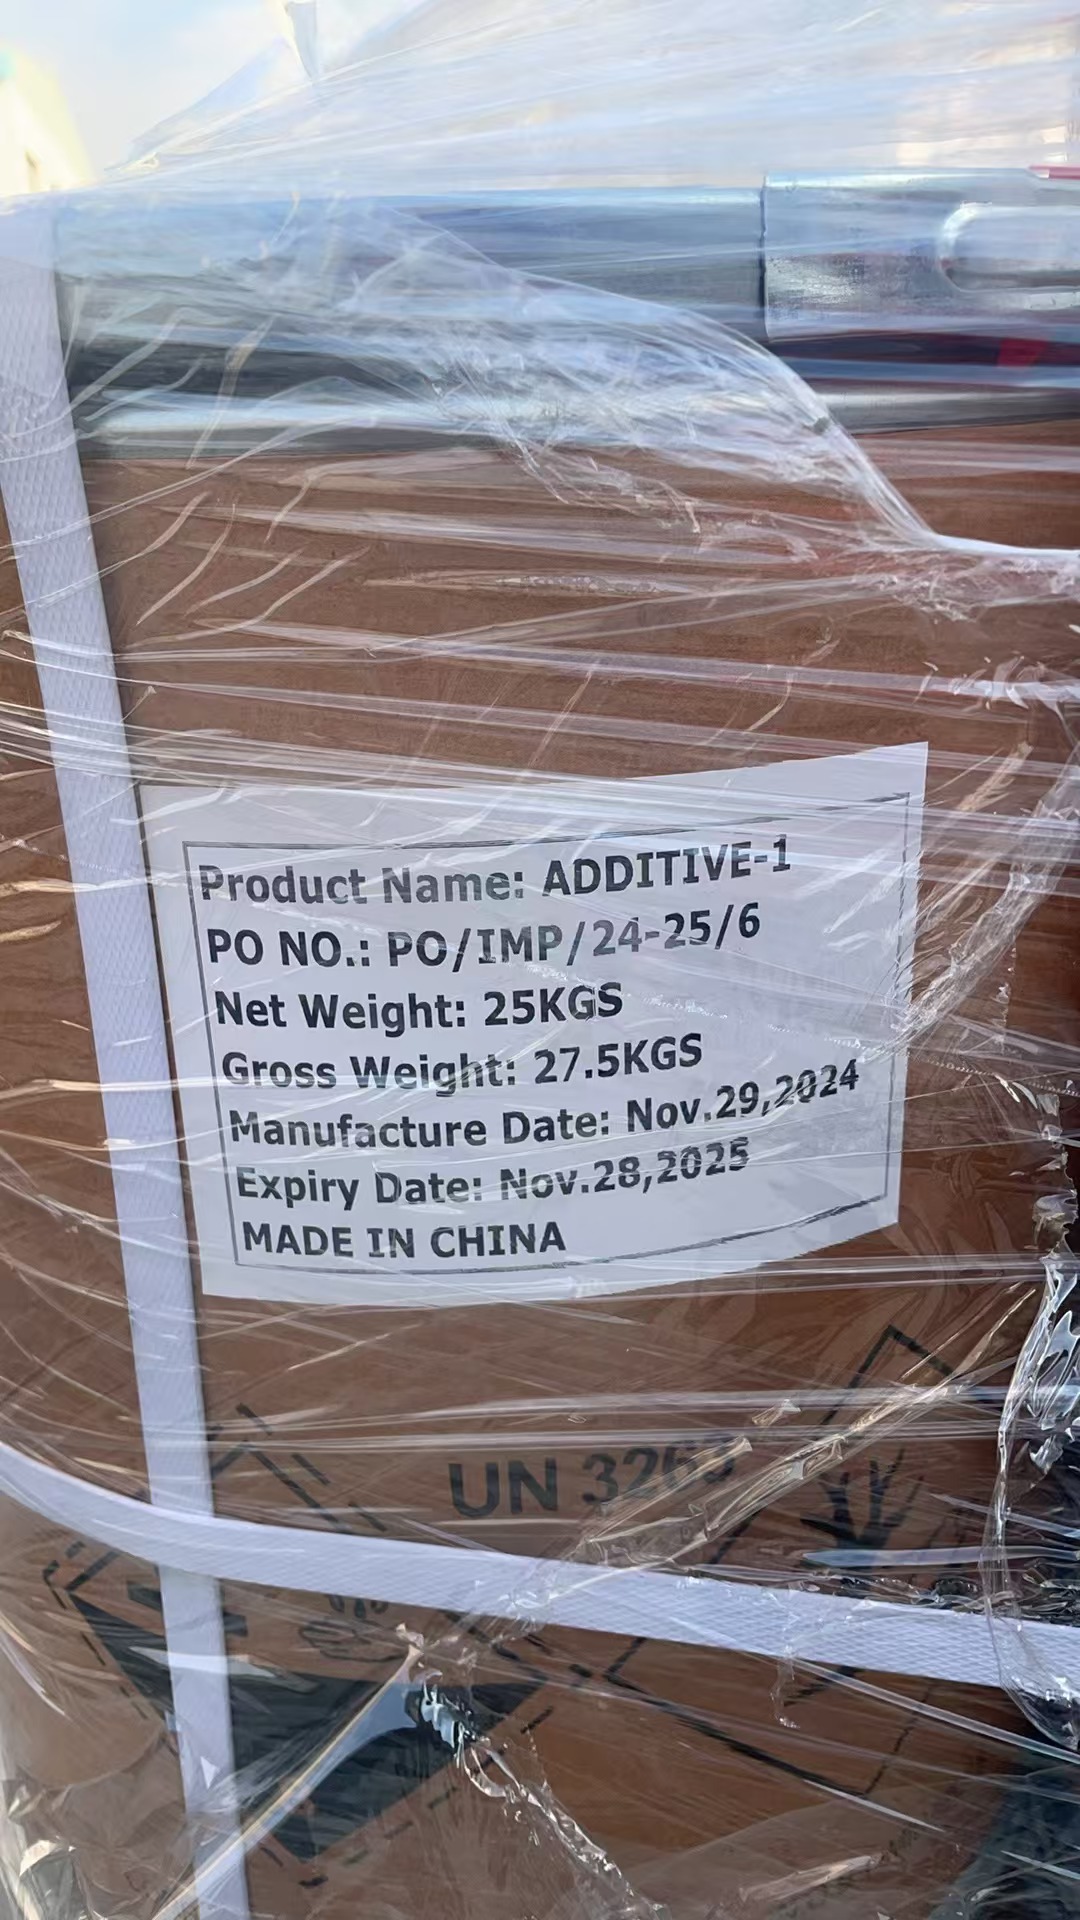 Product Name: ADDITIVE-1
PO NO.: PO/IMP/24-25/6
Net Weight: 25KGS
Gross Weight: 27.5KGS
Manufacture Date: Nov.29,2024
Expiry Date: Nov.28,2025
MADE IN CHINA
UN